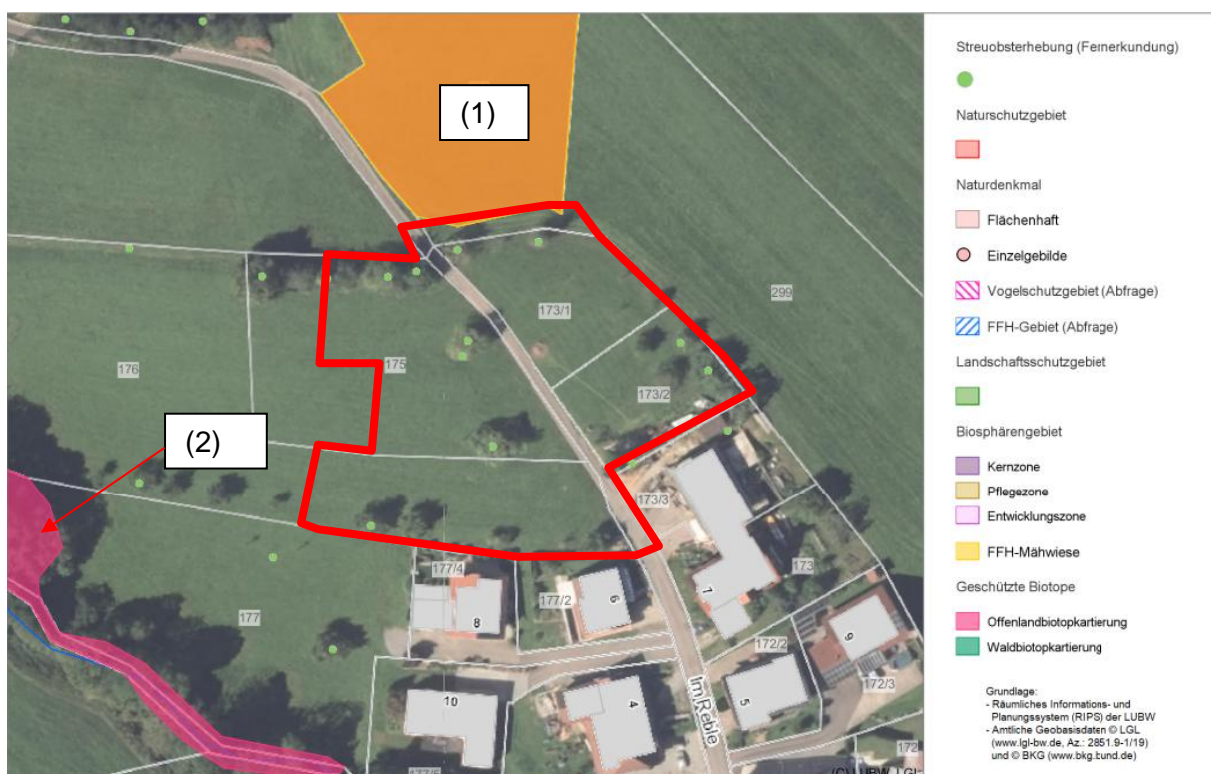 (1)
299
173/1
175
176
173/2
(2)
173/3
177/4
173
177/2
6
7
177
8
172/2
9
Im Reble
172/3
10
4
5
172
(C) LUBW, LGL
Streuobsterhebung (Fernerkundung)
Naturschutzgebiet
Naturdenkmal
Flächenhaft
Einzelgebilde
Vogelschutzgebiet (Abfrage)
FFH-Gebiet (Abfrage)
Landschaftsschutzgebiet
Biosphärengebiet
Kernzone
Pflegezone
Entwicklungszone
FFH-Mähwiese
Geschützte Biotope
Offenlandbiotopkartierung
Waldbiotopkartierung
Grundlage:
- Räumliches Informations- und
Planungssystem (RIPS) der LUBW
- Amtliche Geobasisdaten © LGL
(www.lgl-bw.de, Az.: 2851.9-1/19)
und © BKG (www.bkg.bund.de)